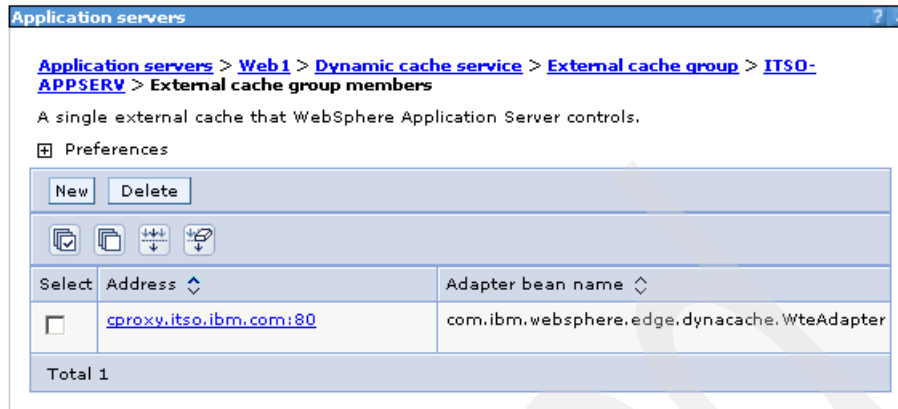 Application servers ?
Application servers > Web1 > Dynamic cache service > External cache group > ITSO-
APPSERV > External cache group members
A single external cache that WebSphere Application Server controls.
Preferences
New Delete
Select Address Adapter bean name
cproxy.itso.ibm.com:80 com.ibm.websphere.edge.dynacache.WteAdapter
Total 1